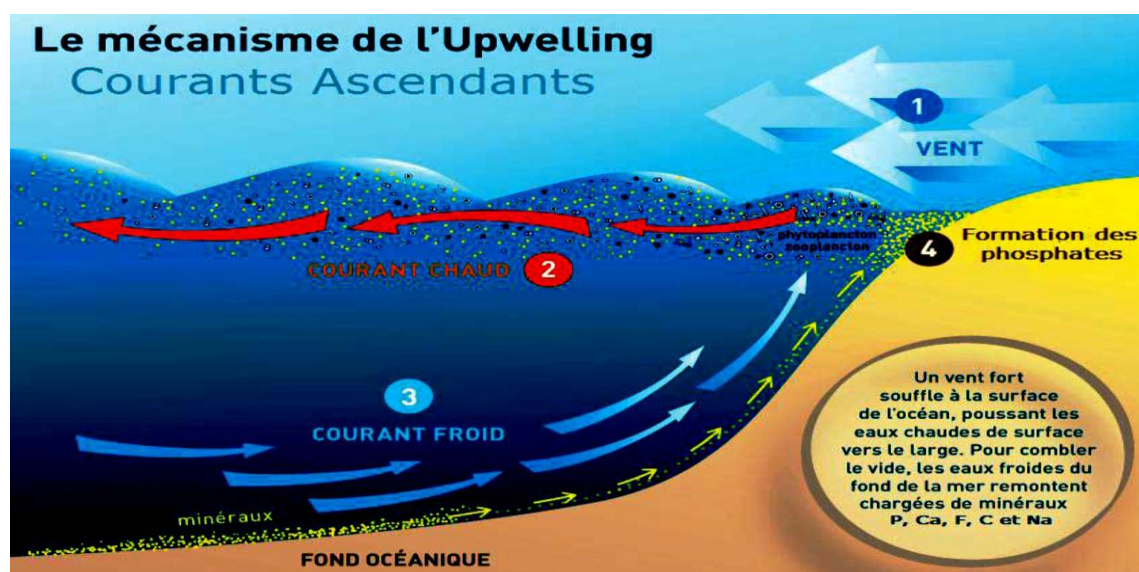 Le mécanisme de l'Upwelling
Courants Ascendants
1
VENT
phytoplancton
zooplancton
4
Formation des
phosphates
COURANT CHAUD 2
3
COURANT FROID
minéraux
FOND OCÉANIQUE
Un vent fort
souffle à la surface
de l'océan, poussant les
eaux chaudes de surface
vers le large. Pour combler
le vide, les eaux froides du
fond de la mer remontent
chargées de minéraux
P, Ca, F, C et Na